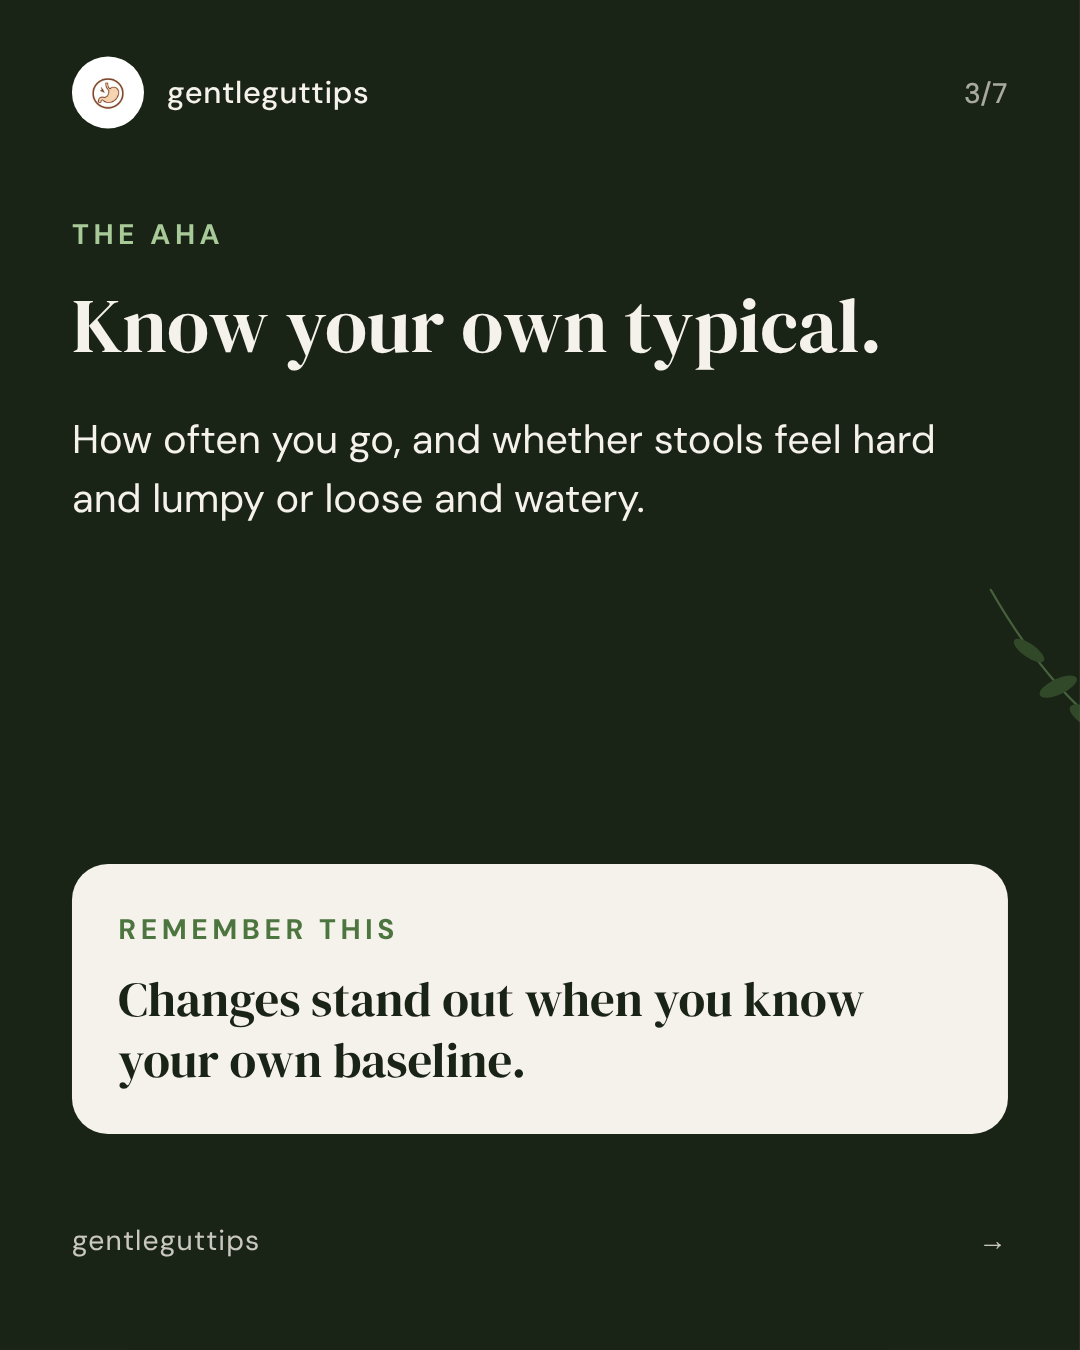 gentleguttips
3/7
THE AHA
Know your own typical.
How often you go, and whether stools feel hard
and lumpy or loose and watery.
REMEMBER THIS
Changes stand out when you know
your own baseline.
gentleguttips
→